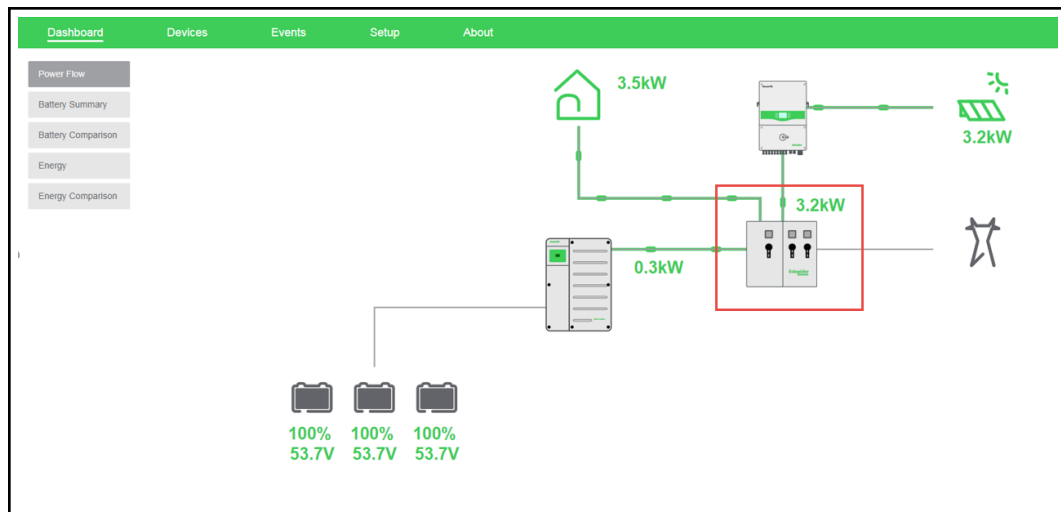 Dashboard Devices Events Setup About
Power Flow
Battery Summary
Battery Comparison
Energy
Energy Comparison
3.5kW
3.2kW
3.2kW
0.3kW
Schneider
100% 100% 100%
53.7V 53.7V 53.7V